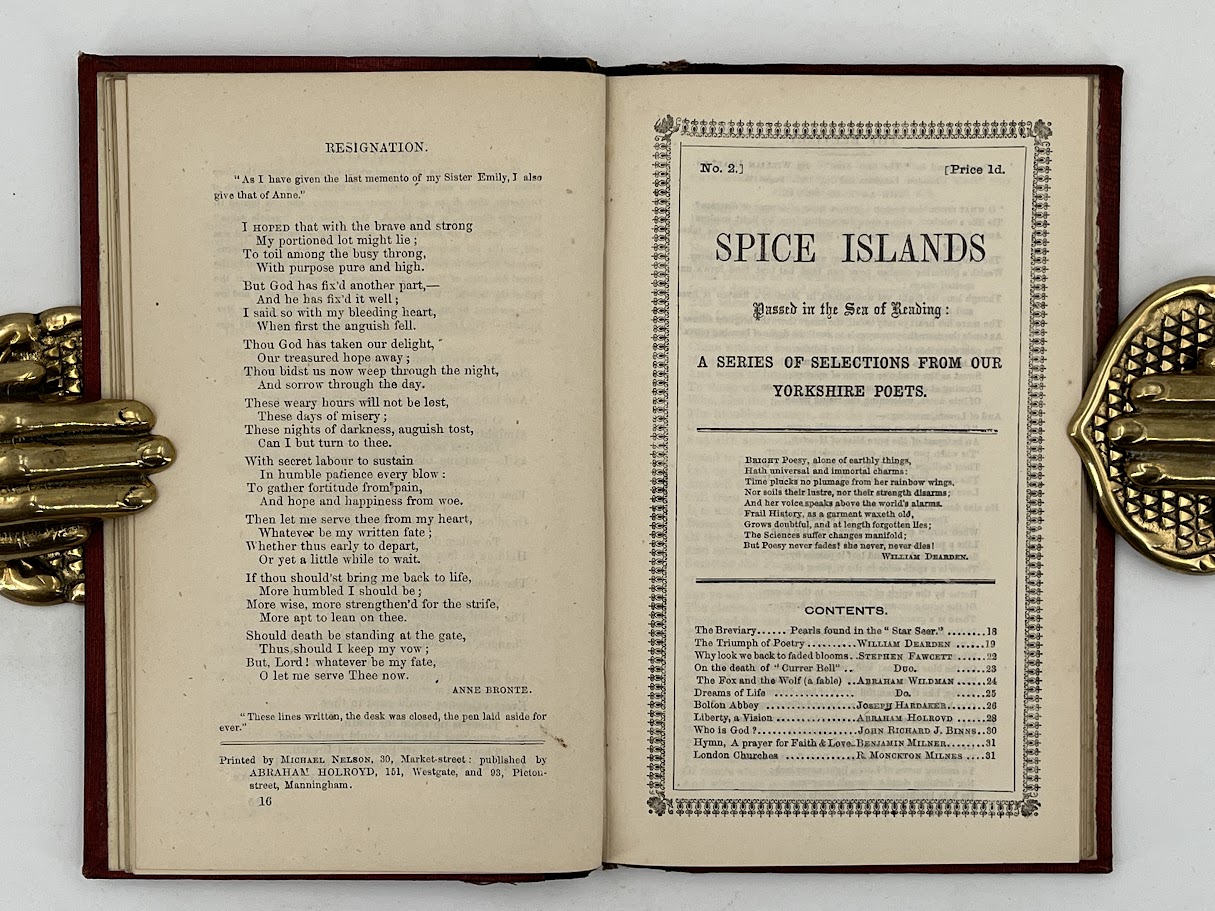 RESIGNATION.
"As I have given the last memento of my Sister Emily, I also
give that of Anne."
I HOPED that with the brave and strong
My portioned lot might lie ;
To toil among the busy throng,
With purpose pure and high.
But God has fix'd another part,—
And he has fix'd it well ;
I said so with my bleeding heart,
When first the anguish fell.
Thou God has taken our delight,
Our treasured hope away ;
Thou bidst us now weep through the night,
And sorrow through the day.
These weary hours will not be lost,
These days of misery ;
These nights of darkness, auguish tost,
Can I but turn to thee.
With secret labour to sustain
In humble patience every blow :
To gather fortitude from pain,
And hope and happiness from woe.
Then let me serve thee from my heart,
Whatever be my written fate ;
Whether thus early to depart,
Or yet a little while to wait.
If thou should'st bring me back to life,
More humbled I should be ;
More wise, more strengthen'd for the strife,
More apt to lean on thee.
Should death be standing at the gate,
Thus should I keep my vow ;
But, Lord ! whatever be my fate,
O let me serve Thee now.
ANNE BRONTE.
"These lines written, the desk was closed, the pen laid aside for
ever."
Printed by MICHAEL NELSON, 30, Market-street : published by
ABRAHAM HOLROYD, 151, Westgate, and 93, Picton-
street, Manningham.
16
No. 2.] [Price 1d.
SPICE ISLANDS
Passed in the Sea of Reading :
A SERIES OF SELECTIONS FROM OUR
YORKSHIRE POETS.
BRIGHT Poesy, alone of earthly things,
Hath universal and immortal charms:
Time plucks no plumage from her rainbow wings,
Nor soils their lustre, nor their strength disarms;
And her voice speaks above the world's alarms.
Frail History, as a garment waxeth old,
Grows doubtful, and at length forgotten lies;
The Sciences suffer changes manifold;
But Poesy never fades! she never, never dies!
WILLIAM DEARDEN.
CONTENTS.
The Breviary...... Pearls found in the "Star Seer." ........18
The Triumph of Poetry ..........WILLIAM DEARDEN ......19
Why look we back to faded blooms..STEPHEN FAWCETT ......22
On the death of "Currer Bell" .. DUO. ......23
The Fox and the Wolf (a fable) ..ABRAHAM WILDMAN ......24
Dreams of Life ................ Do. ......25
Bolton Abbey ..................JOSEPH HARDAKER......26
Liberty, a Vision ................ABRAHAM HOLROYD ......28
Who is God ?...................JOHN RICHARD J. BINNS..30
Hymn, A prayer for Faith & Love..BENJAMIN MILNER.......31
London Churches ..............R. MONCKTON MILNES ....31